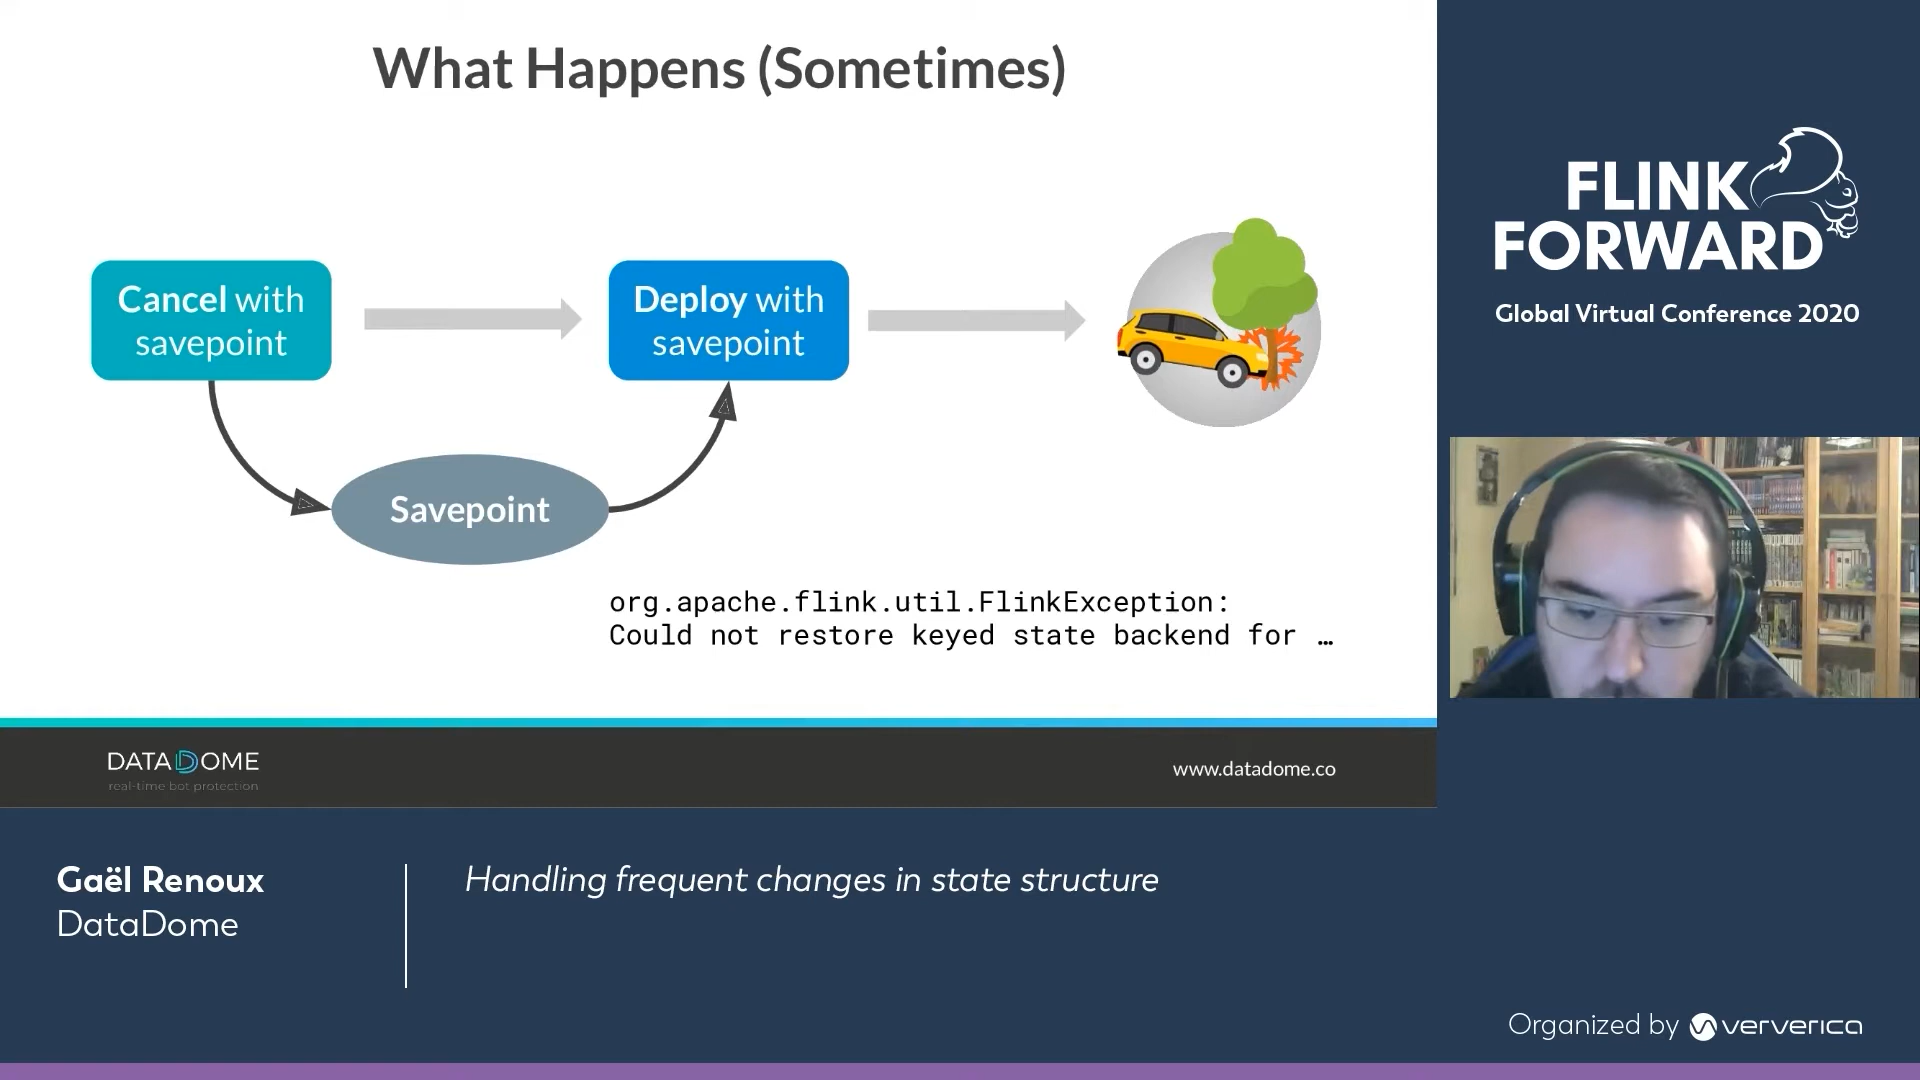 What Happens (Sometimes)
Cancel with
savepoint
Deploy with
savepoint
Savepoint
org.apache.flink.util.FlinkException:
Could not restore keyed state backend for …
DATADOME
real-time bot protection
www.datadome.co
FLINK
FORWARD
Global Virtual Conference 2020
Gaël Renoux
DataDome
Handling frequent changes in state structure
Organized by ververica